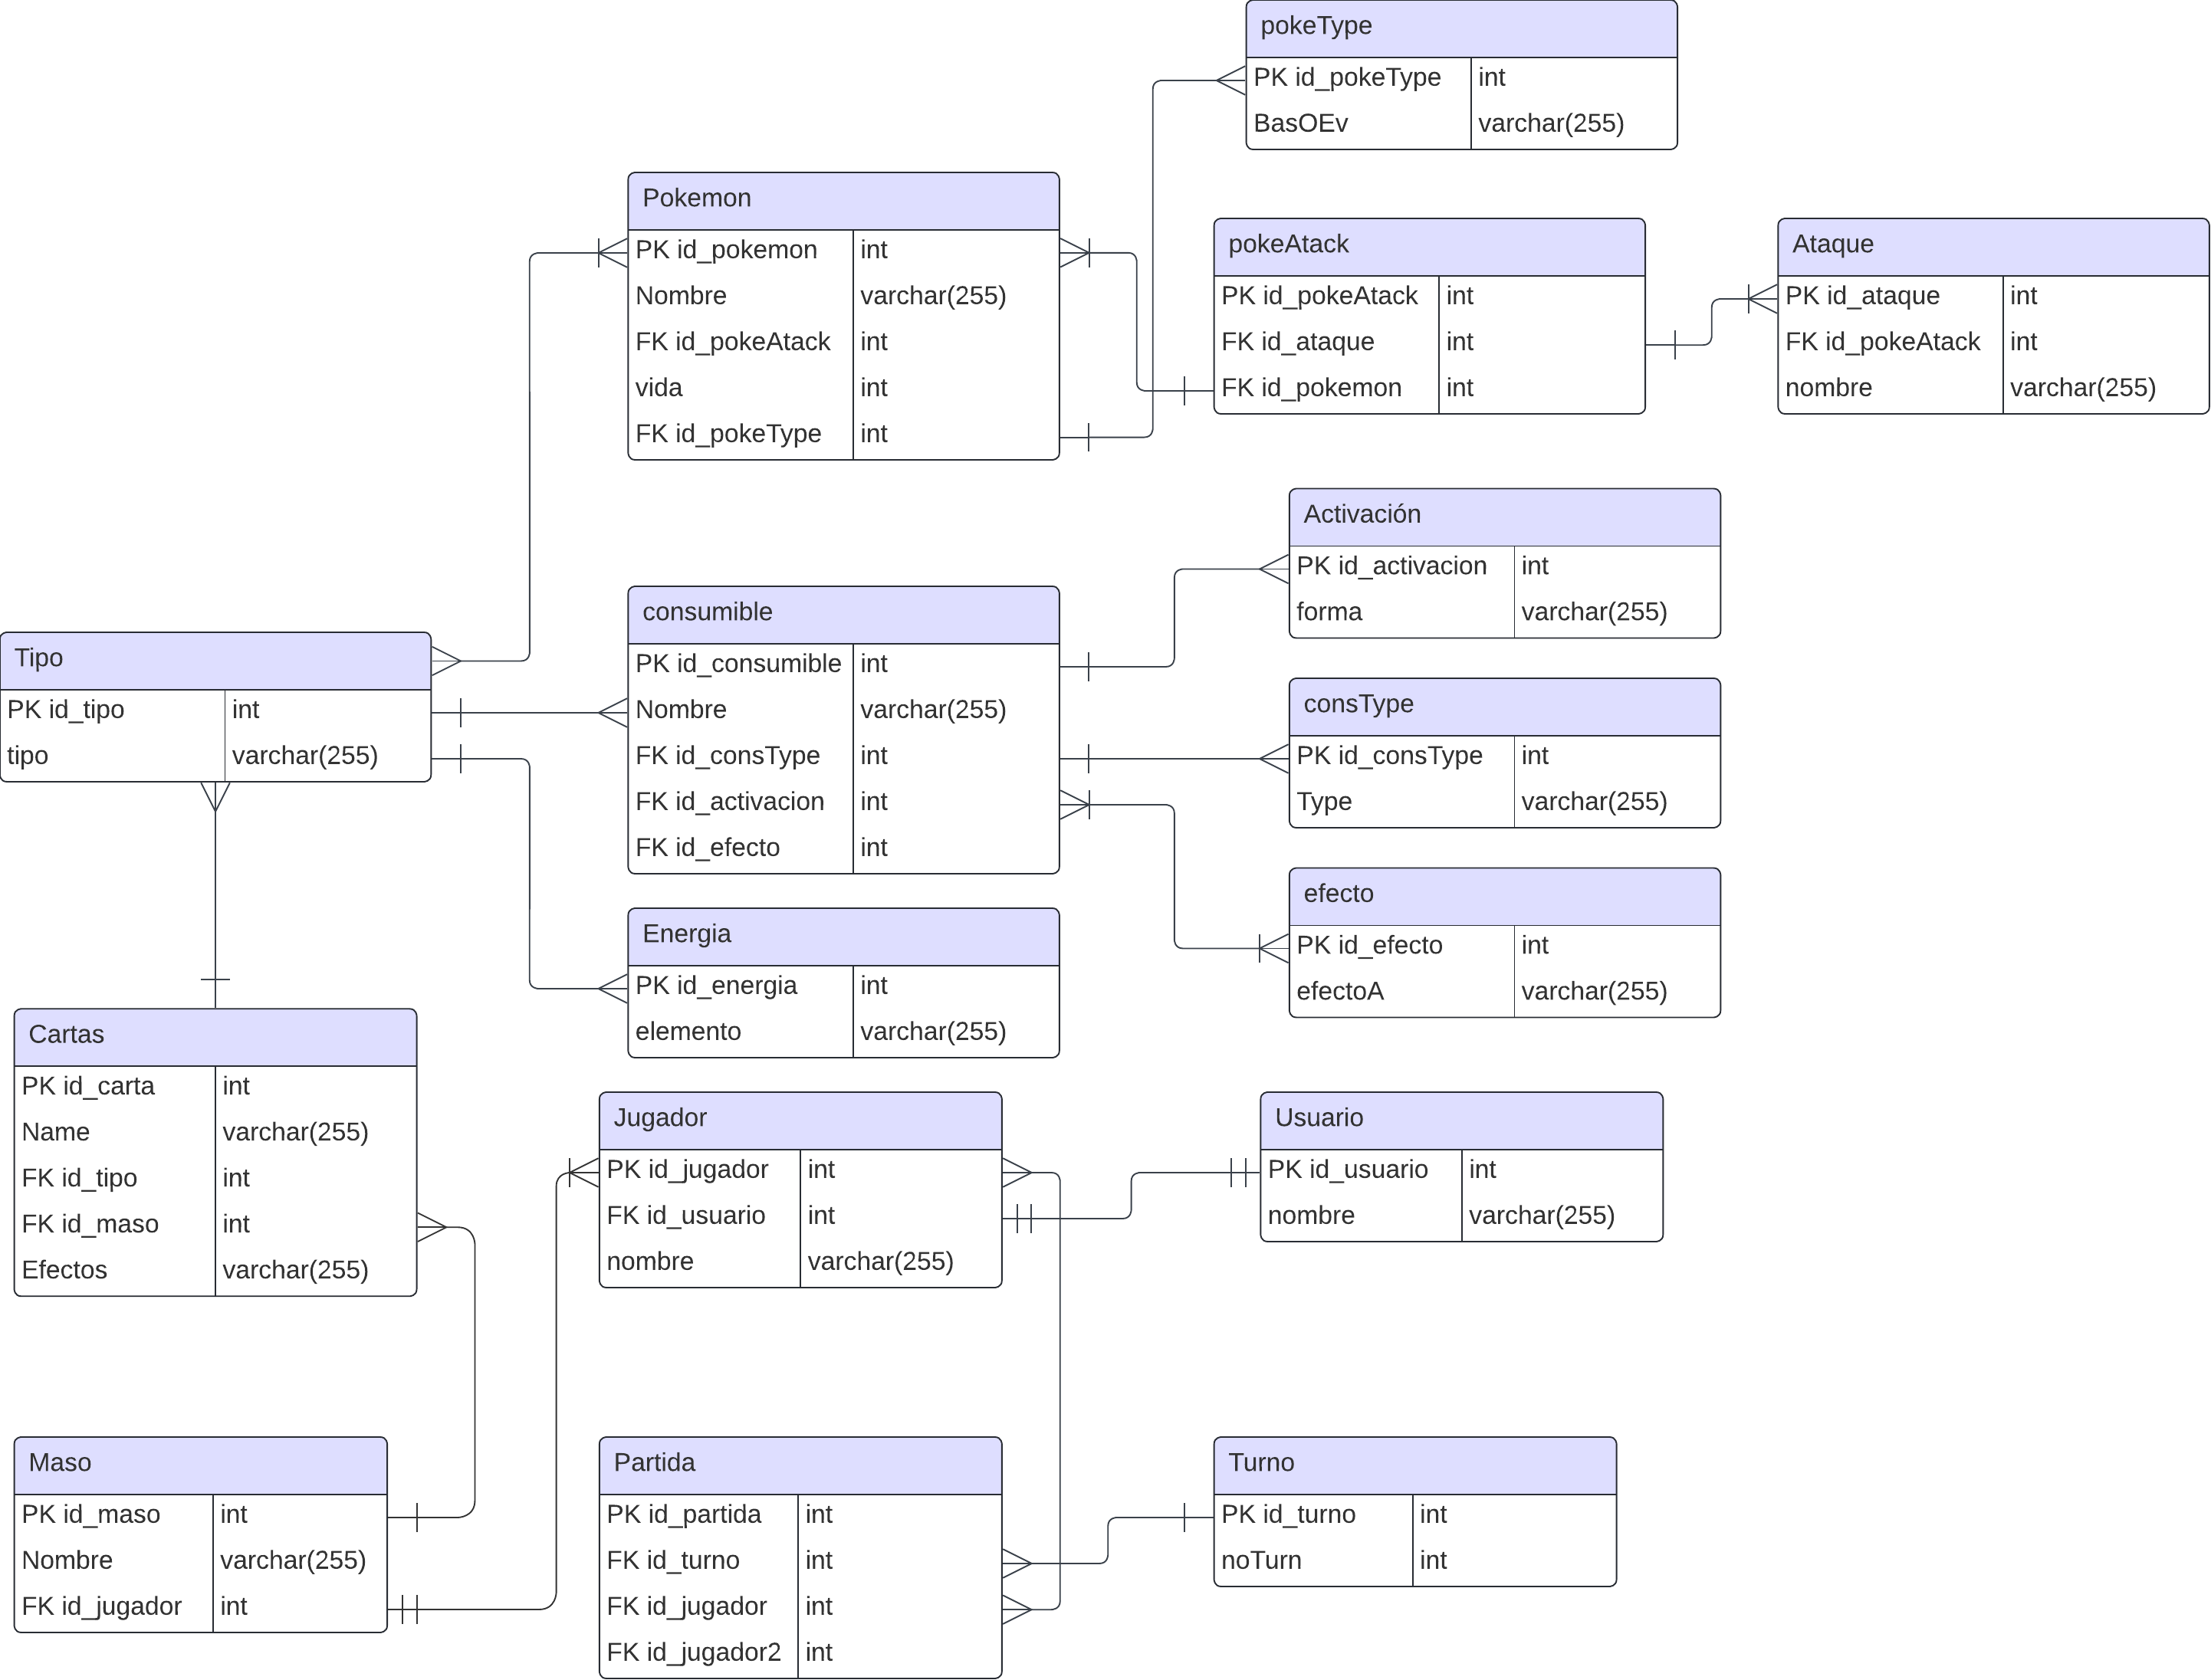 pokeType
PK id_pokeType int
BasOEv varchar(255)
Pokemon
PK id_pokemon int
Nombre varchar(255)
FK id_pokeAtack int
vida int
FK id_pokeType int
pokeAtack
PK id_pokeAtack int
FK id_ataque int
FK id_pokemon int
Ataque
PK id_ataque int
FK id_pokeAtack int
nombre varchar(255)
Activación
PK id_activacion int
forma varchar(255)
consumible
PK id_consumible int
Nombre varchar(255)
FK id_consType int
FK id_activacion int
FK id_efecto int
Tipo
PK id_tipo int
tipo varchar(255)
consType
PK id_consType int
Type varchar(255)
efecto
PK id_efecto int
efectoA varchar(255)
Energia
PK id_energia int
elemento varchar(255)
Cartas
PK id_carta int
Name varchar(255)
FK id_tipo int
FK id_maso int
Efectos varchar(255)
Jugador
PK id_jugador int
FK id_usuario int
nombre varchar(255)
Usuario
PK id_usuario int
nombre varchar(255)
Maso
PK id_maso int
Nombre varchar(255)
FK id_jugador int
Partida
PK id_partida int
FK id_turno int
FK id_jugador int
FK id_jugador2 int
Turno
PK id_turno int
noTurn int